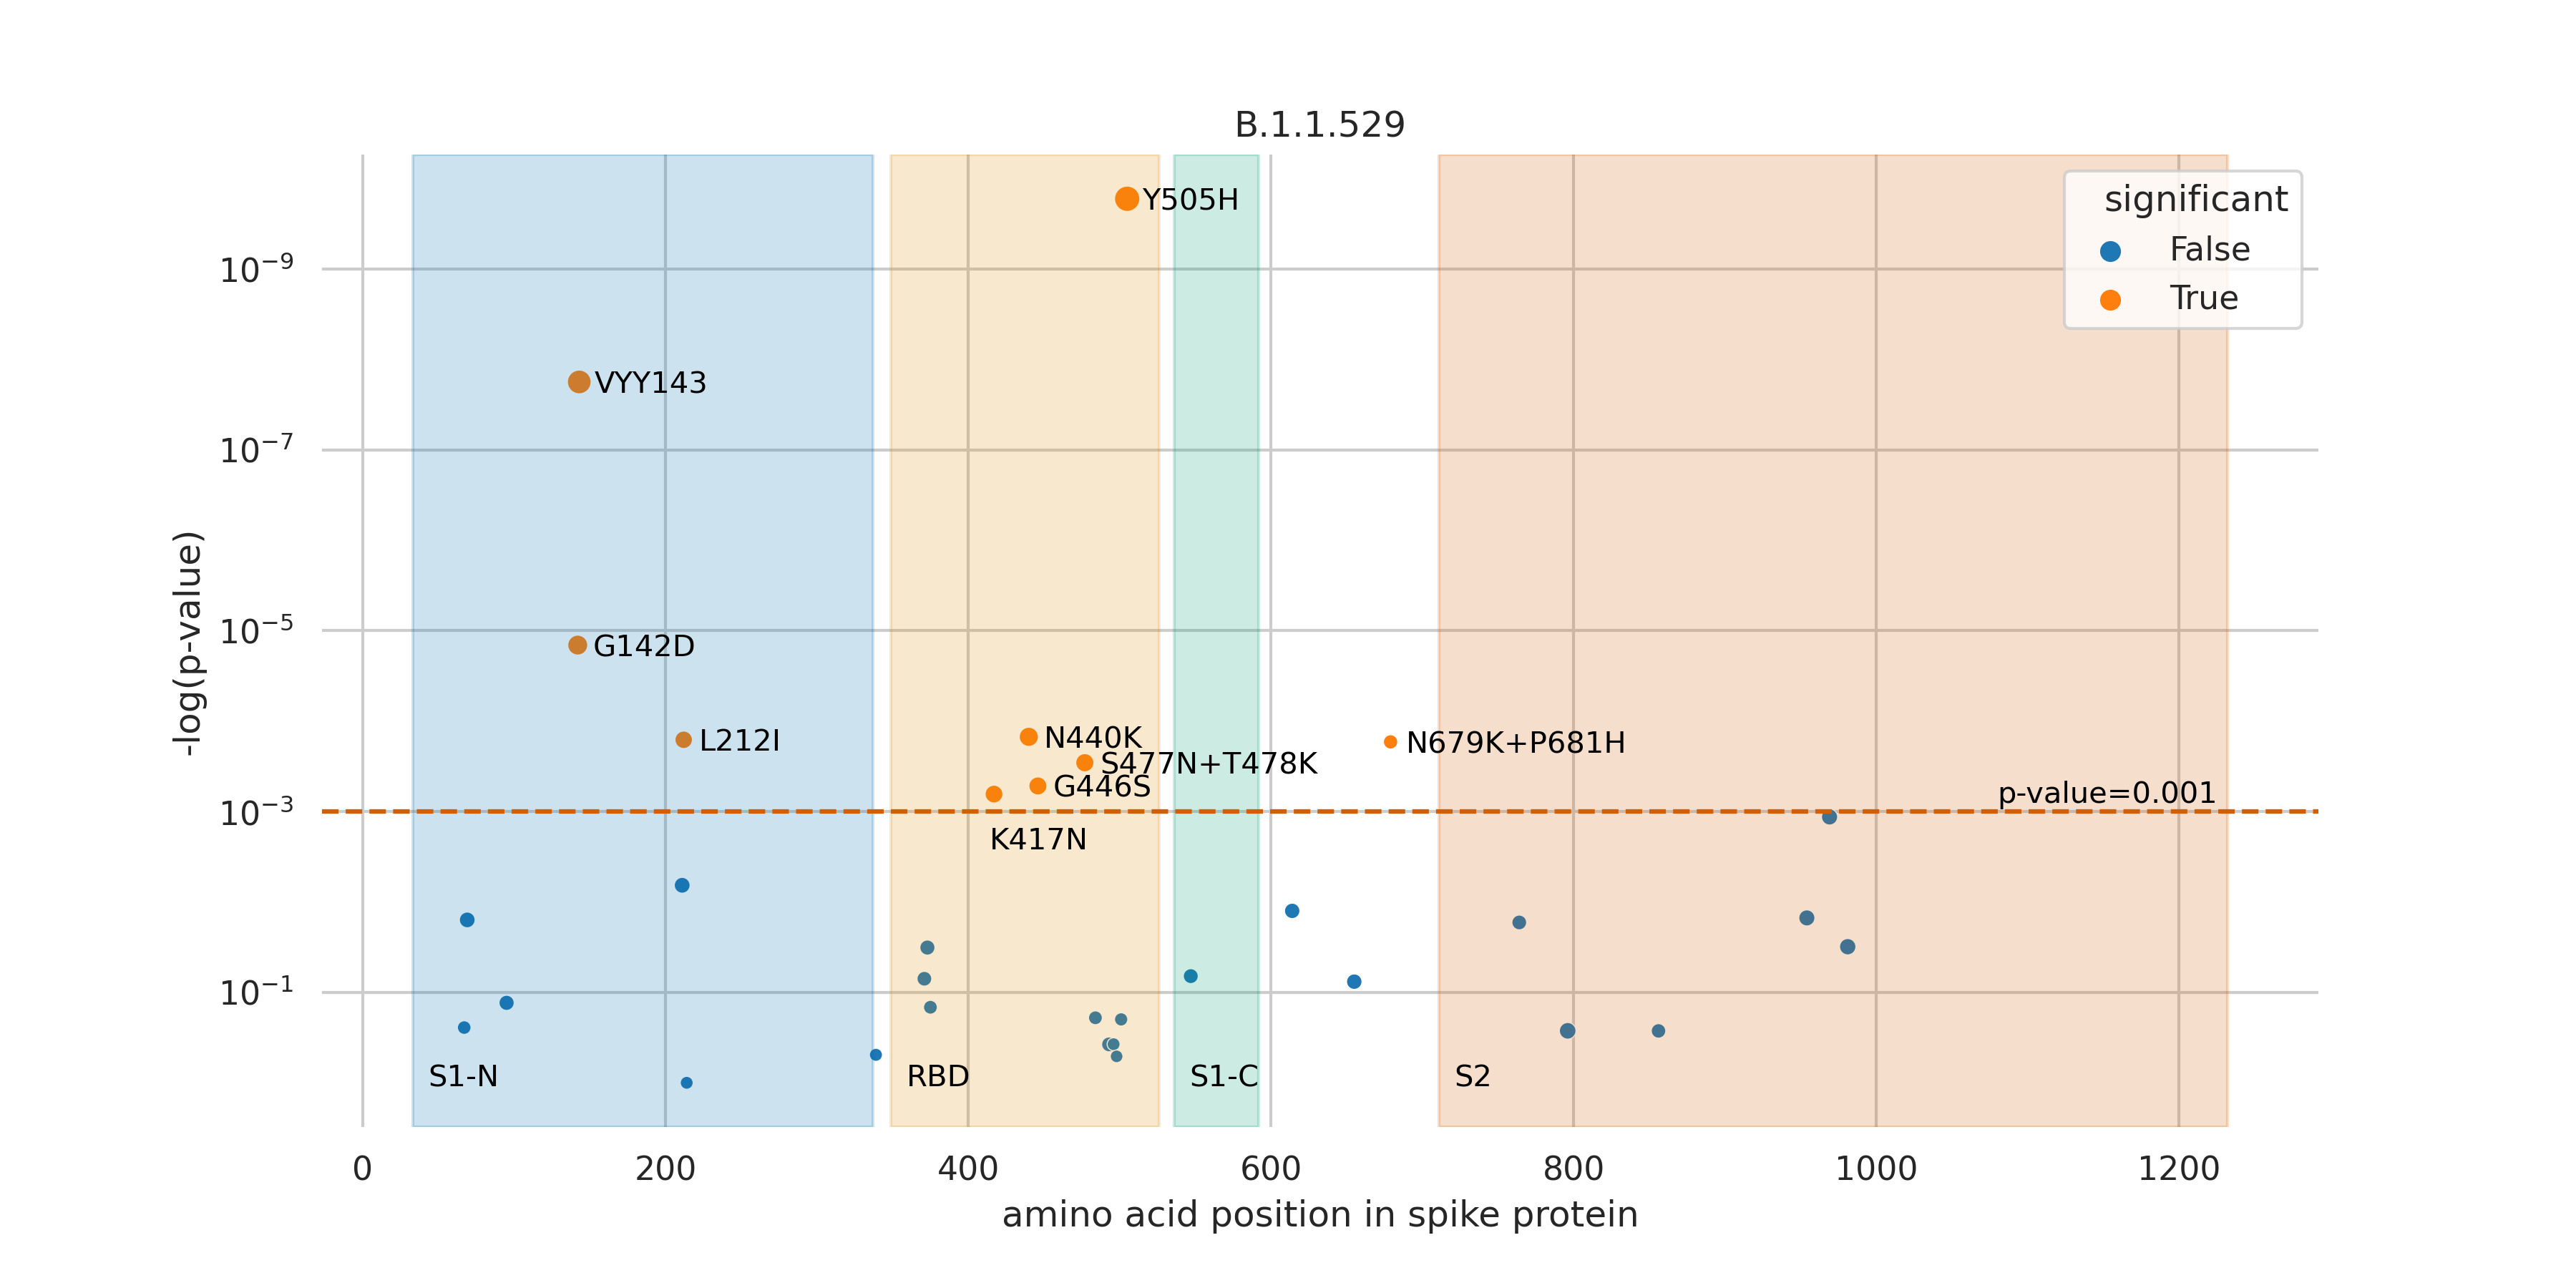 B.1.1.529
significant
False
True
Y505H
10⁻⁹
VYY143
10⁻⁷
10⁻⁵
G142D
L212I
N440K
S477N+T478K
G446S
N679K+P681H
p-value=0.001
10⁻³
K417N
10⁻¹
S1-N
RBD
S1-C
S2
-log(p-value)
0 200 400 600 800 1000 1200
amino acid position in spike protein